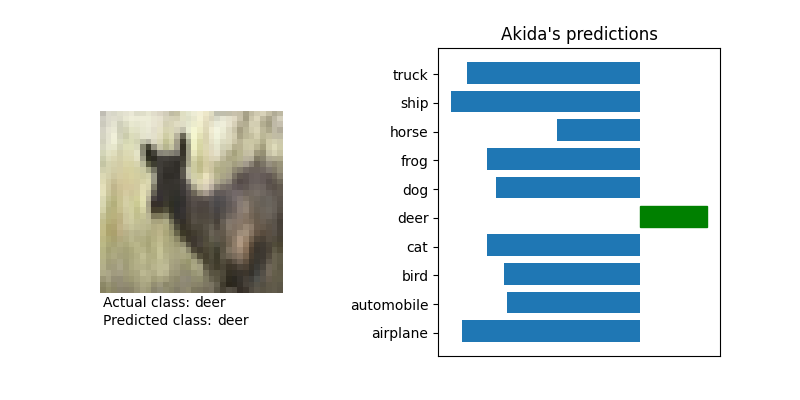 Akida's predictions
truck
ship
horse
frog
dog
deer
cat
bird
automobile
airplane
Actual class: deer
Predicted class: deer